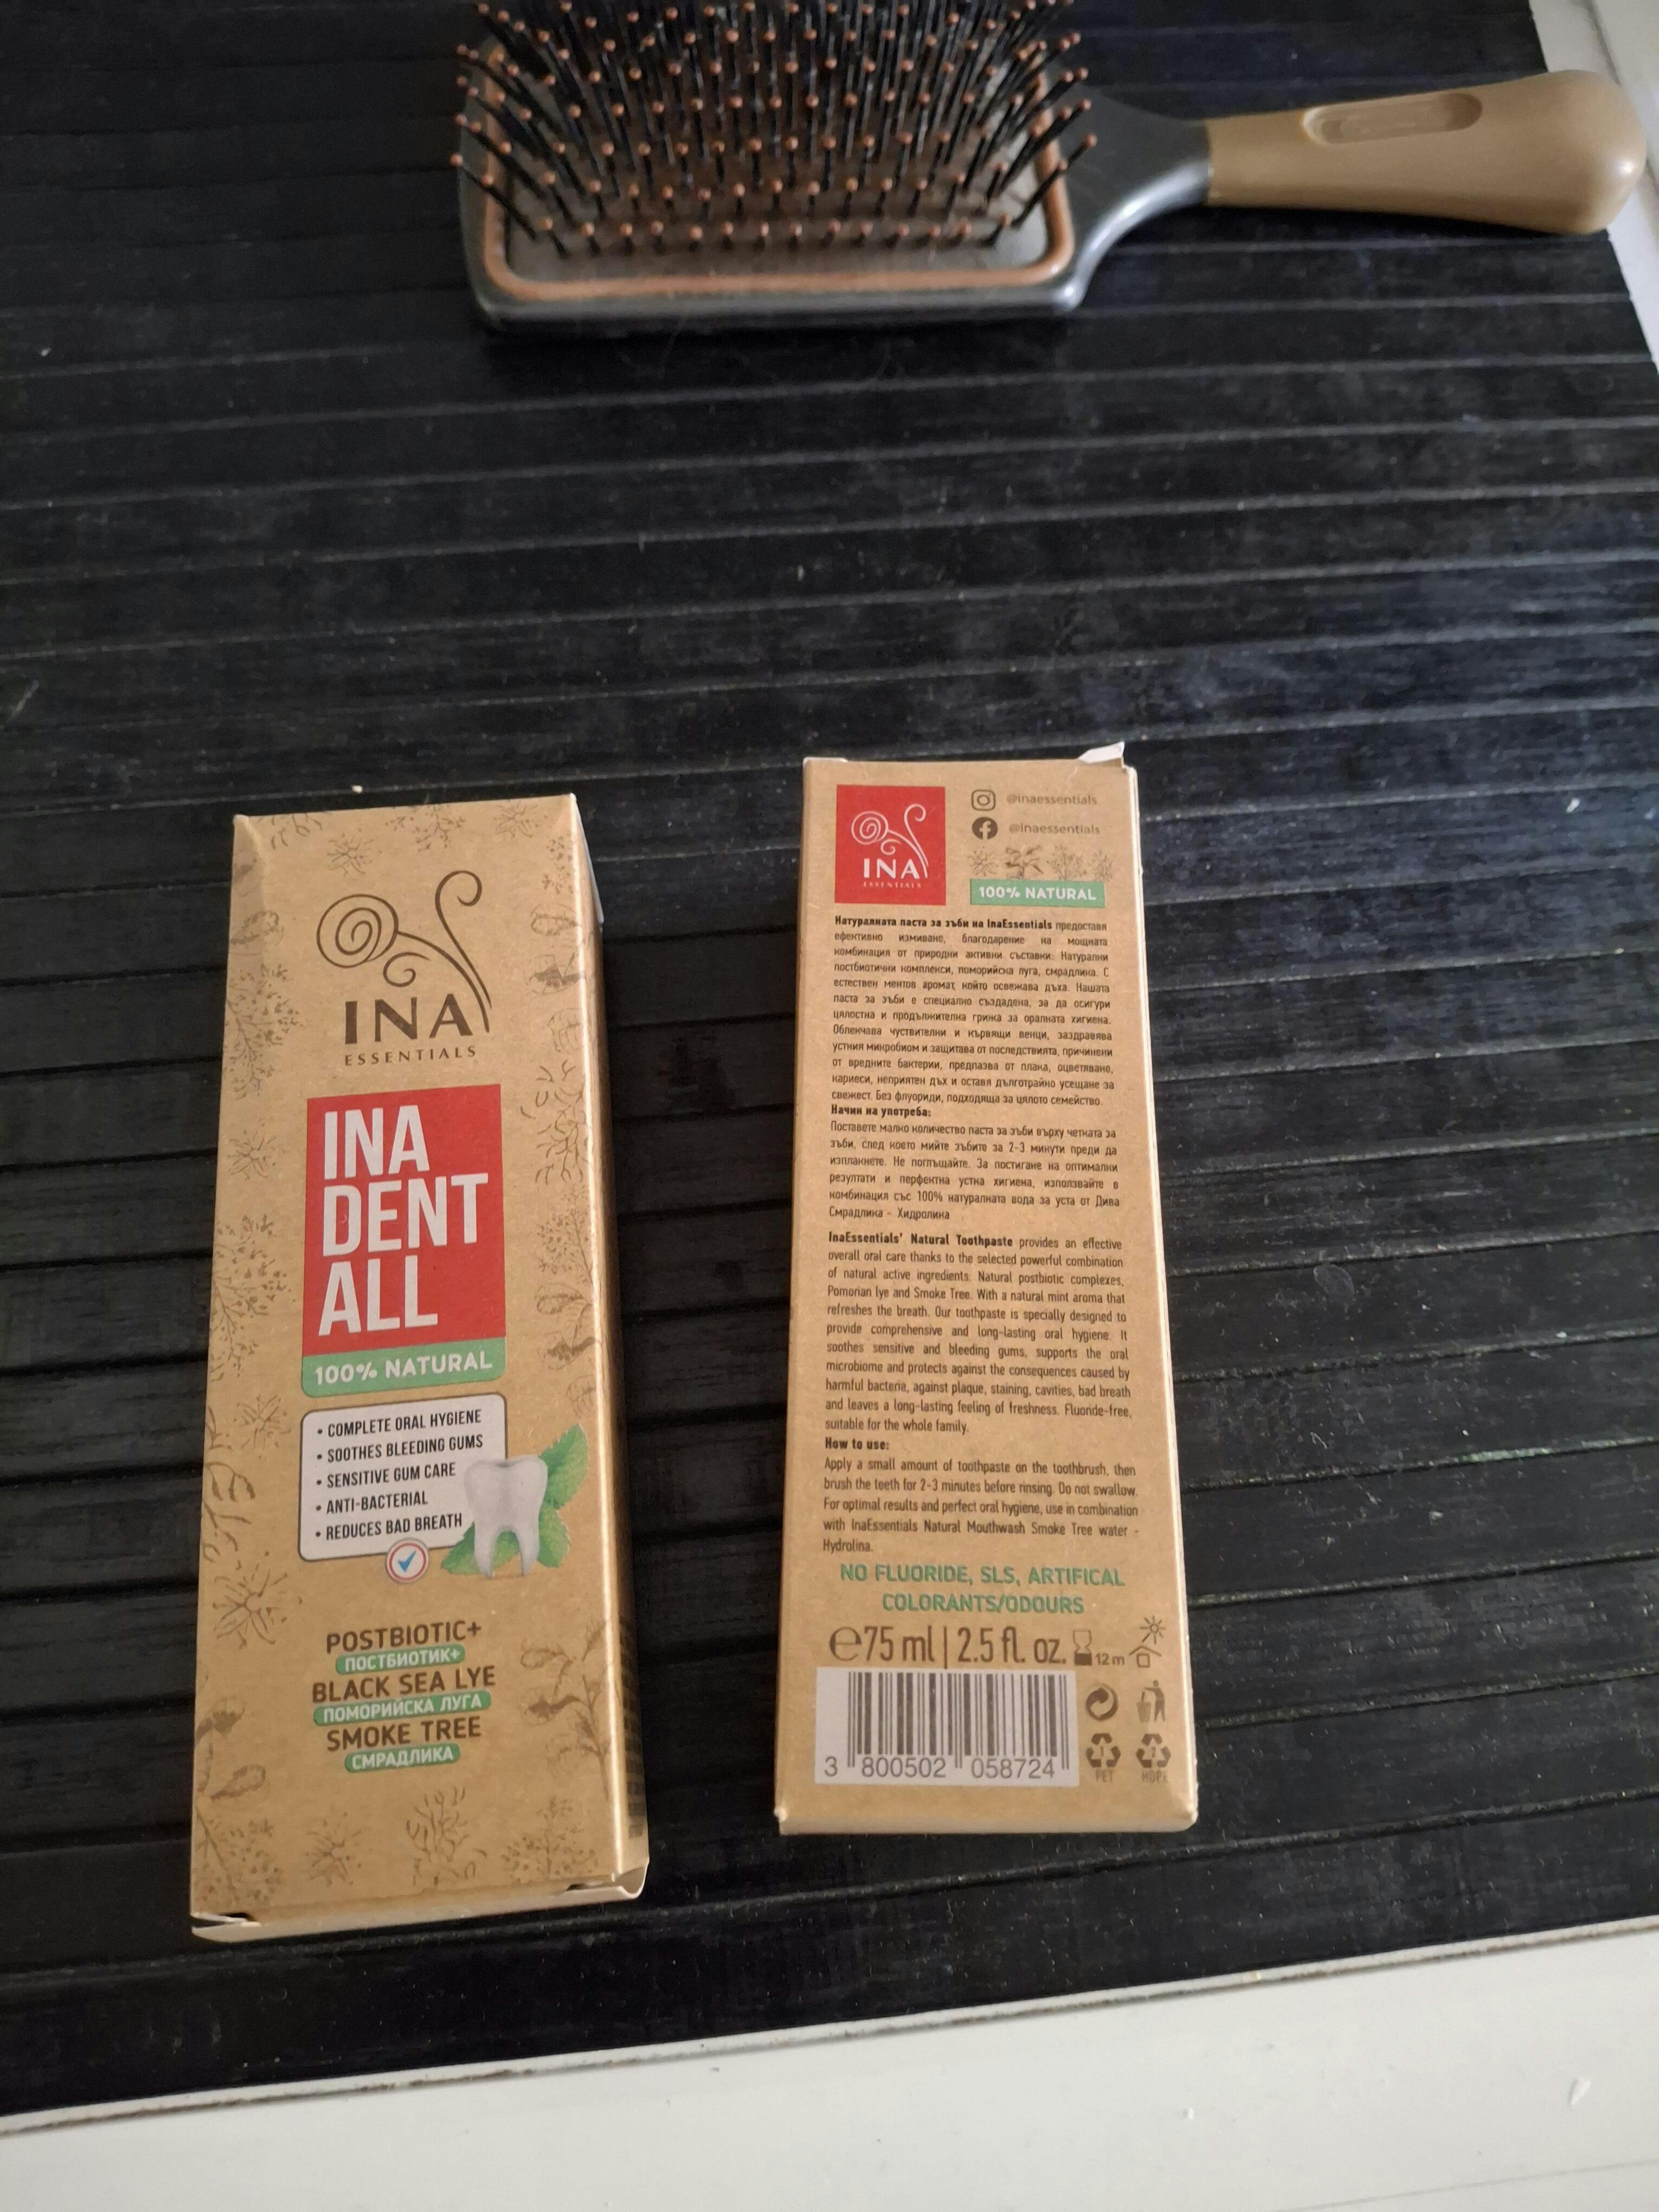 INA
ESSENTIALS
INA
DENT
ALL
100% NATURAL
• COMPLETE ORAL HYGIENE
• SOOTHES BLEEDING GUMS
• SENSITIVE GUM CARE
• ANTI-BACTERIAL
• REDUCES BAD BREATH
POSTBIOTIC+
ПОСТБИОТИК+
BLACK SEA LYE
ПОМОРИЙСКА ЛУГА
SMOKE TREE
СМРАДЛИКА
INA
ESSENTIALS
@inaessentials
@inaessentials
100% NATURAL
Натуралната паста за зъби на InaEssentials предоставя
ефективно измиване, благодарение на мощната
комбинация от природни активни съставки: Натурални
постбиотични комплекси, поморийска луга, смрадлика. С
естествен ментов аромат, който освежава дъха. Нашата
паста за зъби е специално създадена, за да осигури
цялостна и продължителна грижа за оралната хигиена.
Облекчава чуствителни и кървящи венци, заздравява
устния микробиом и защитава от последствията, причинени
от вредните бактерии, предпазва от плака, оцветяване,
кариеси, неприятен дъх и оставя дълготрайно усещане за
свежест. Без флуориди, подходяща за цялото семейство.
Начин на употреба:
Поставете малко количество паста за зъби върху четката за
зъби, след което мийте зъбите за 2-3 минути преди да
изплакнете. Не поглъщайте. За постигане на оптимални
резултати и перфектна устна хигиена, използвайте в
комбинация със 100% натуралната вода за уста от Дива
Смрадлика - Хидролина
InaEssentials' Natural Toothpaste provides an effective
overall oral care thanks to the selected powerful combination
of natural active ingredients: Natural postbiotic complexes,
Pomorian lye and Smoke Tree. With a natural mint aroma that
refreshes the breath. Our toothpaste is specially designed to
provide comprehensive and long-lasting oral hygiene. It
soothes sensitive and bleeding gums, supports the oral
microbiome and protects against the consequences caused by
harmful bacteria, against plaque, staining, cavities, bad breath
and leaves a long-lasting feeling of freshness. Fluoride-free,
suitable for the whole family.
How to use:
Apply a small amount of toothpaste on the toothbrush, then
brush the teeth for 2-3 minutes before rinsing. Do not swallow.
For optimal results and perfect oral hygiene, use in combination
with InaEssentials Natural Mouthwash Smoke Tree water -
Hydrolina.
NO FLUORIDE, SLS, ARTIFICAL
COLORANTS/ODOURS
℮75 ml | 2.5 fl. oz. 12m
3 800502 058724
1 2
PET HDPE